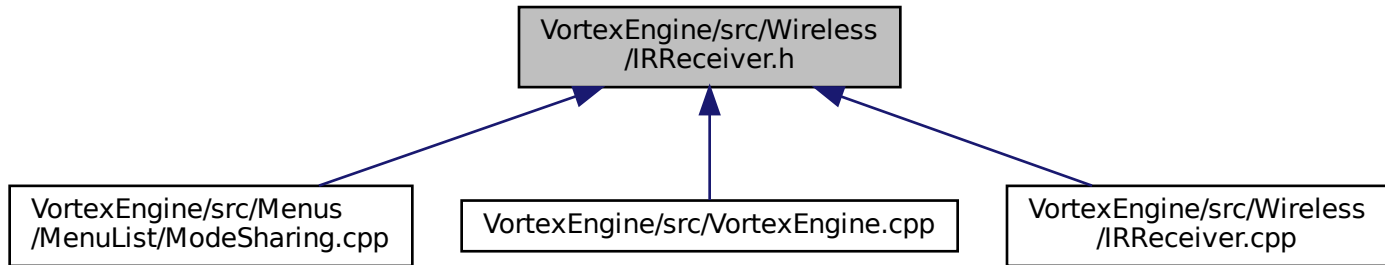 VortexEngine/src/Wireless
/IRReceiver.h
VortexEngine/src/Menus
/MenuList/ModeSharing.cpp
VortexEngine/src/VortexEngine.cpp
VortexEngine/src/Wireless
/IRReceiver.cpp